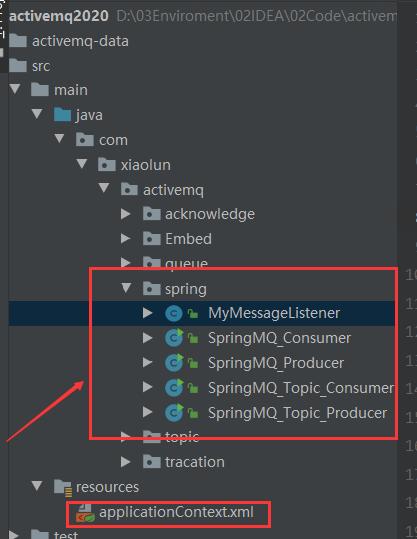 activemq2020 D:\03Enviroment\02IDEA\02Code\activem
activemq-data
src
main
java
com
xiaolun
activemq
acknowledge
Embed
queue
spring
MyMessageListener
SpringMQ_Consumer
SpringMQ_Producer
SpringMQ_Topic_Consumer
SpringMQ_Topic_Producer
topic
tracation
resources
applicationContext.xml
test